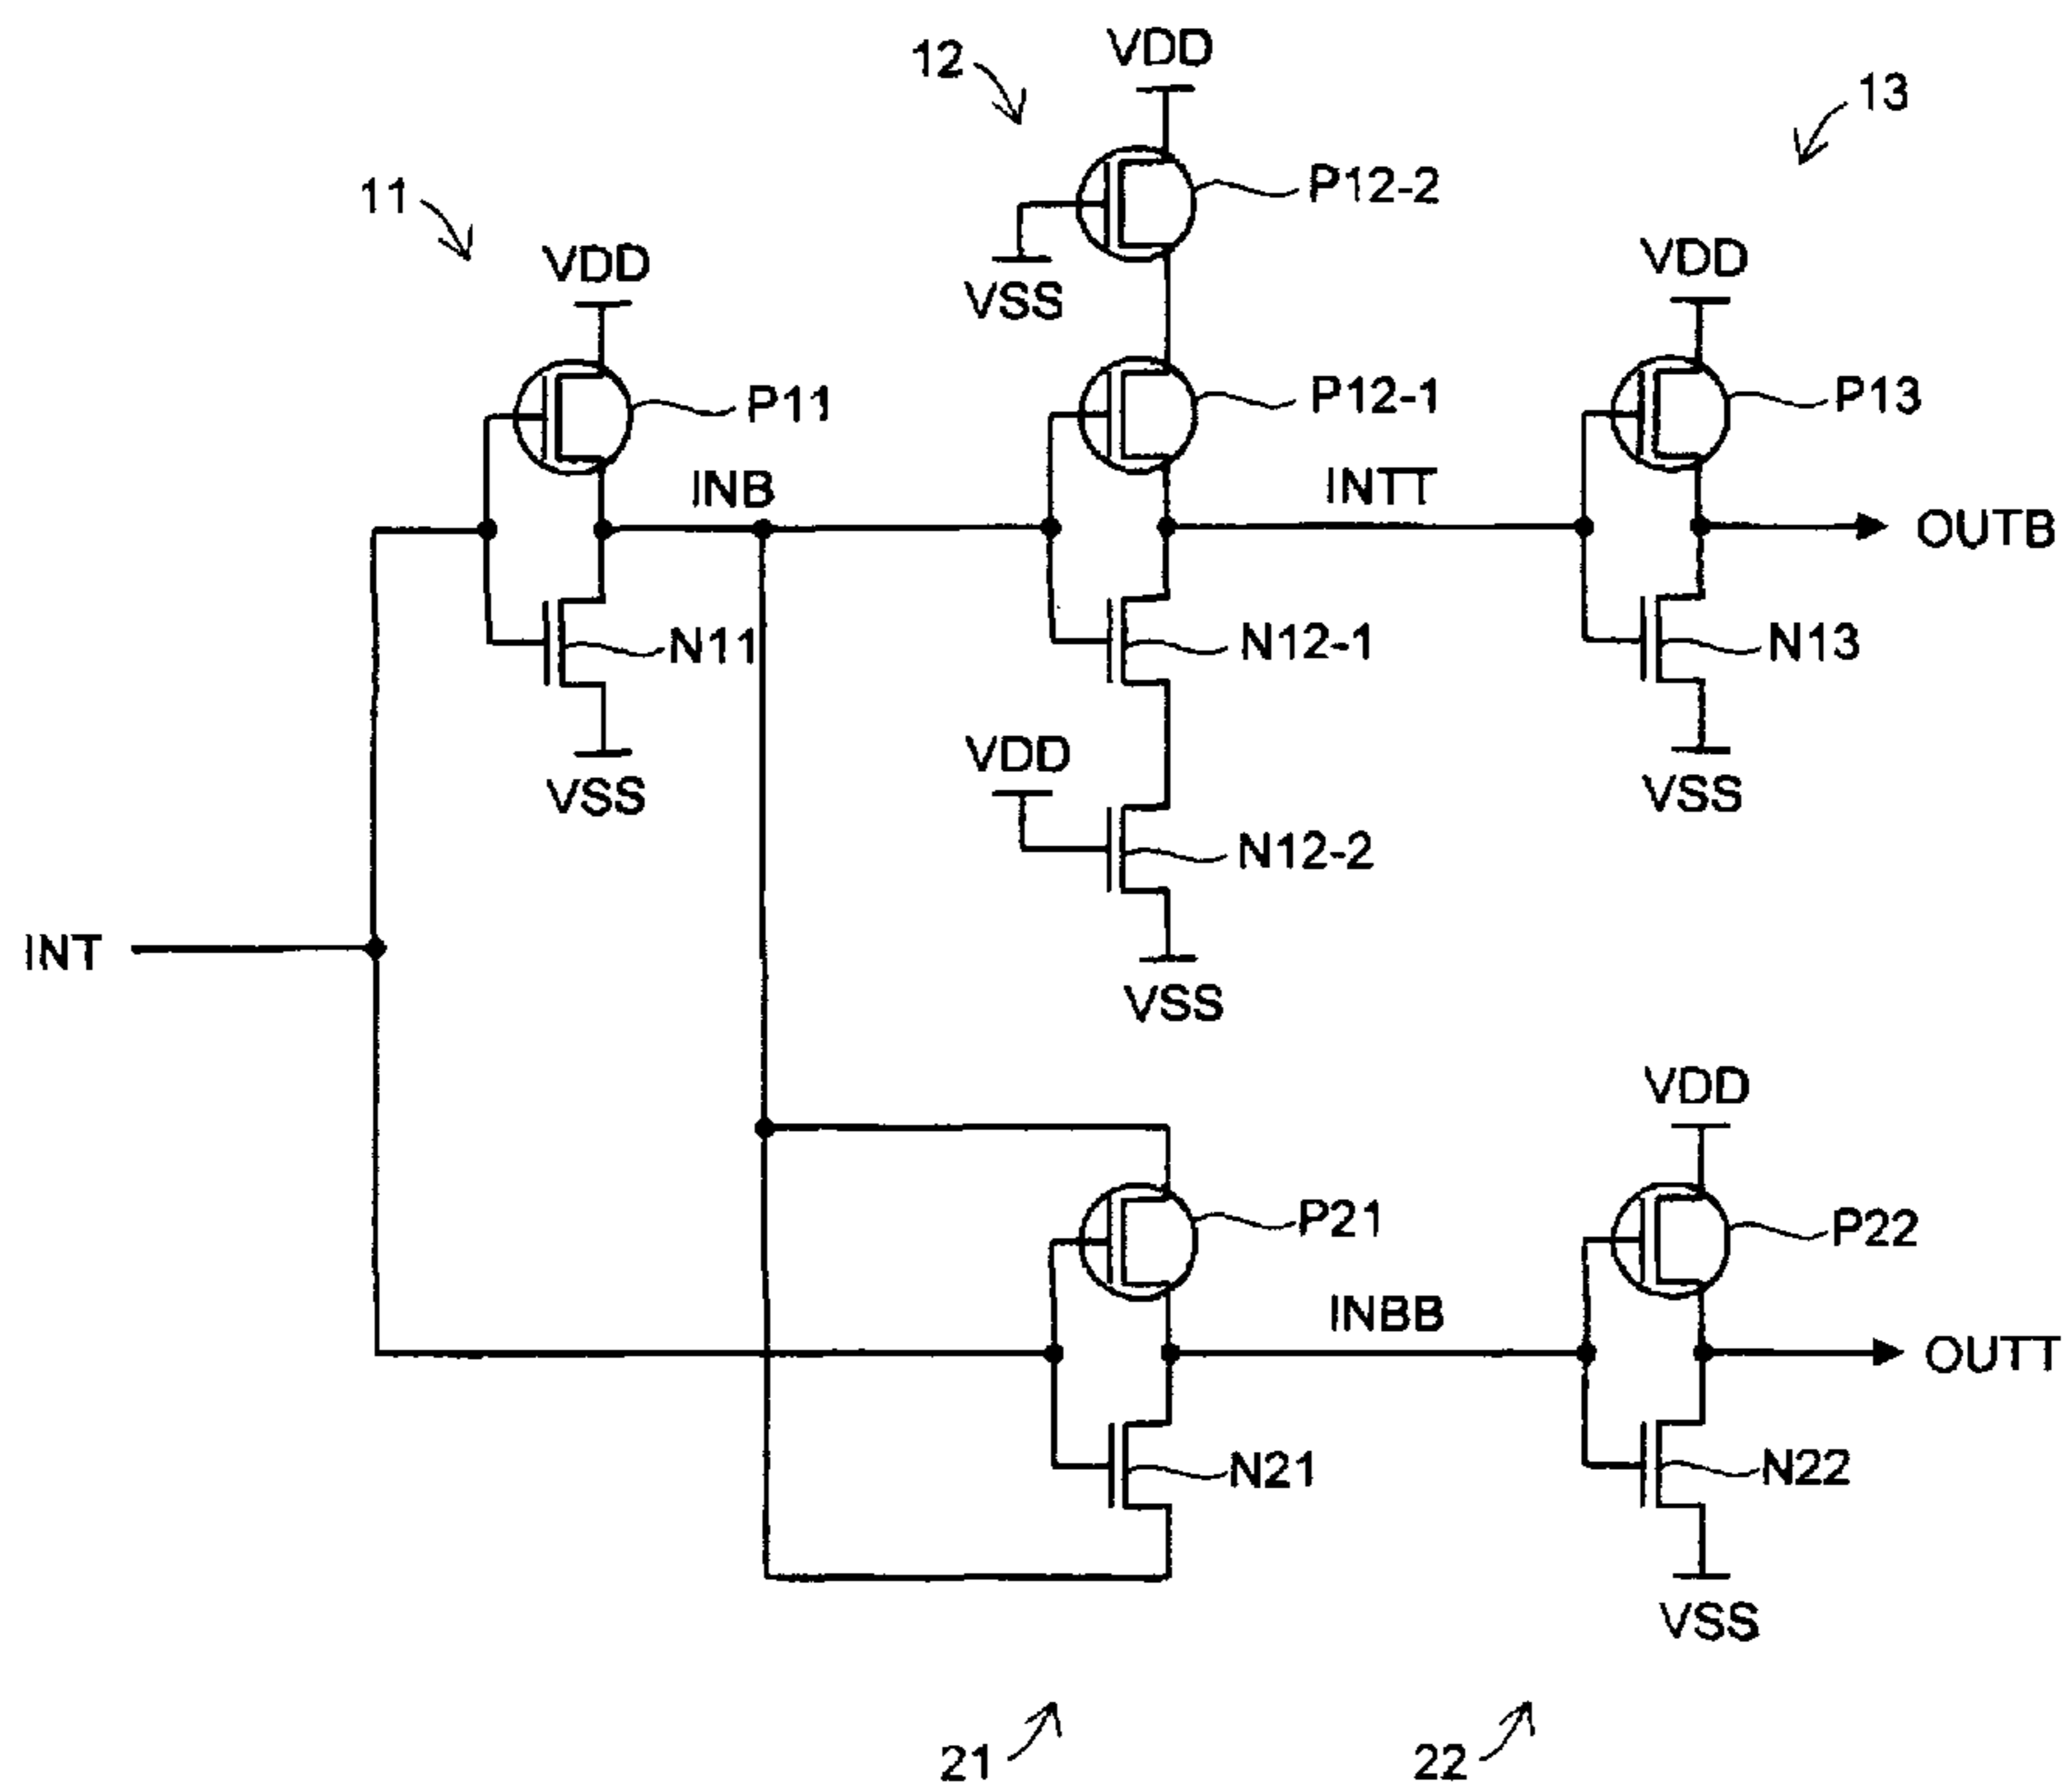 12
VDD
13
11
P12-2
VDD
VSS
VDD
P11
P12-1
P13
INB
INTT
OUTB
N11
N12-1
N13
VDD
VSS
VSS
N12-2
INT
VSS
VDD
P21
P22
INBB
OUTT
N21
N22
VSS
21
22